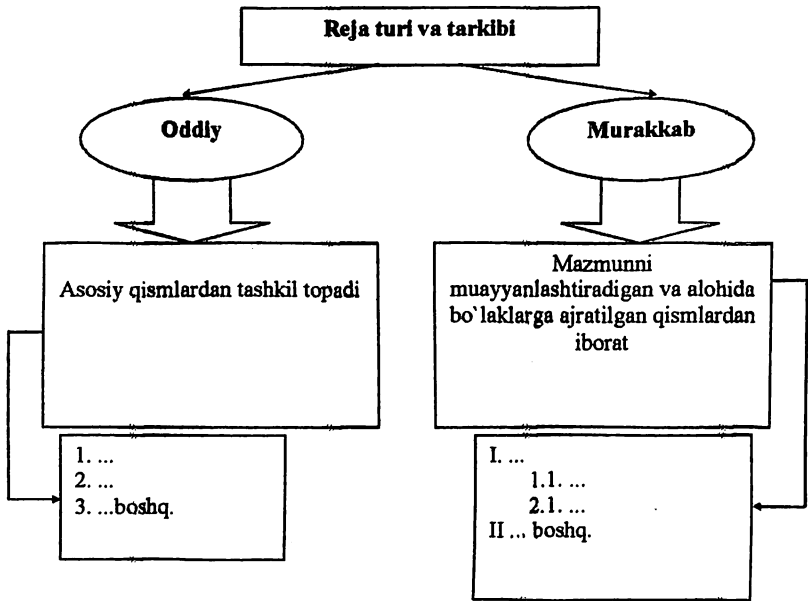 Reja turi va tarkibi
Oddiy
Murakkab
Asosiy qismlardan tashkil topadi
Mazmunni
muayyanlashtiradigan va alohida
bo`laklarga ajratilgan qismlardan
iborat
1. ...
2. ...
3. ...boshq.
I. ...
1.1. ...
2.1. ...
II ... boshq.